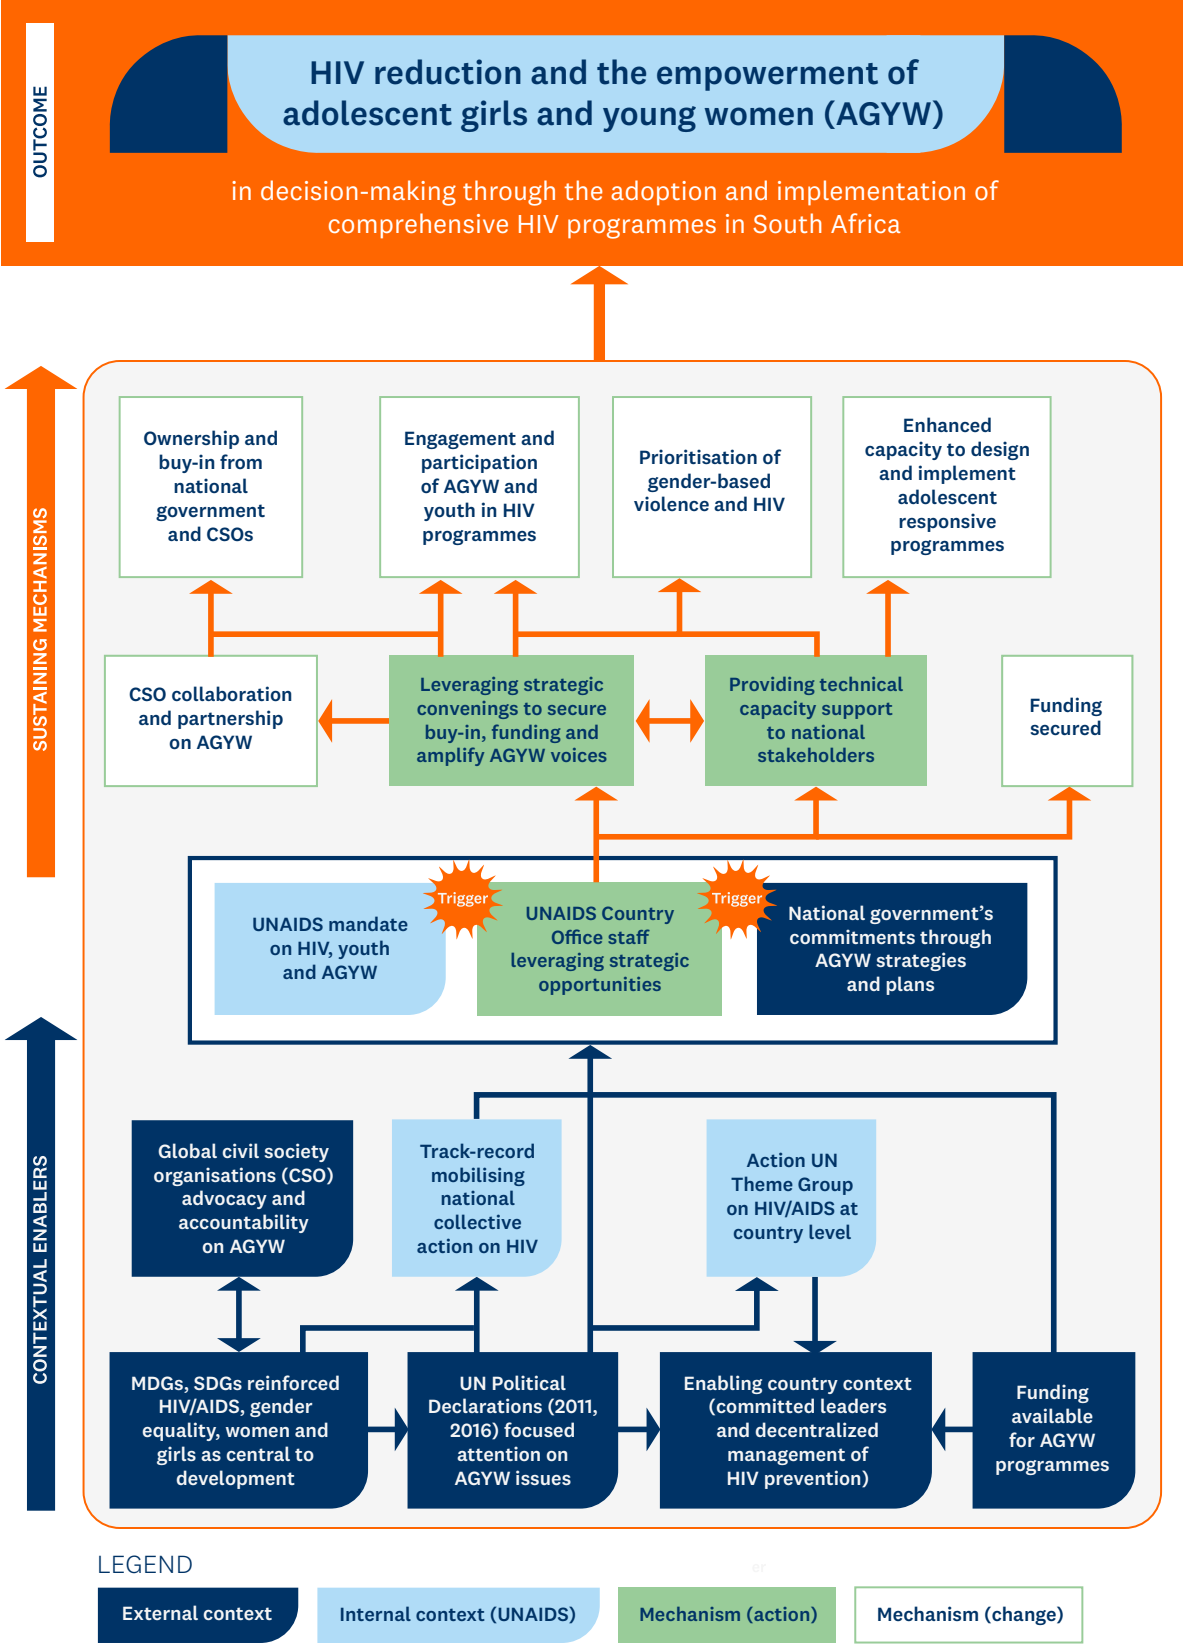 OUTCOME
HIV reduction and the empowerment of
adolescent girls and young women (AGYW)
in decision-making through the adoption and implementation of
comprehensive HIV programmes in South Africa
SUSTAINING MECHANISMS
Ownership and
buy-in from
national
government
and CSOs
Engagement and
participation
of AGYW and
youth in HIV
programmes
Prioritisation of
gender-based
violence and HIV
Enhanced
capacity to design
and implement
adolescent
responsive
programmes
CSO collaboration
and partnership
on AGYW
Leveraging strategic
convenings to secure
buy-in, funding and
amplify AGYW voices
Providing technical
capacity support
to national
stakeholders
Funding
secured
UNAIDS mandate
on HIV, youth
and AGYW
Trigger
UNAIDS Country
Office staff
leveraging strategic
opportunities
Trigger
National government’s
commitments through
AGYW strategies
and plans
CONTEXTUAL ENABLERS
Global civil society
organisations (CSO)
advocacy and
accountability
on AGYW
Track-record
mobilising
national
collective
action on HIV
Action UN
Theme Group
on HIV/AIDS at
country level
MDGs, SDGs reinforced
HIV/AIDS, gender
equality, women and
girls as central to
development
UN Political
Declarations (2011,
2016) focused
attention on
AGYW issues
Enabling country context
(committed leaders
and decentralized
management of
HIV prevention)
Funding
available
for AGYW
programmes
LEGEND
er
External context
Internal context (UNAIDS)
Mechanism (action)
Mechanism (change)